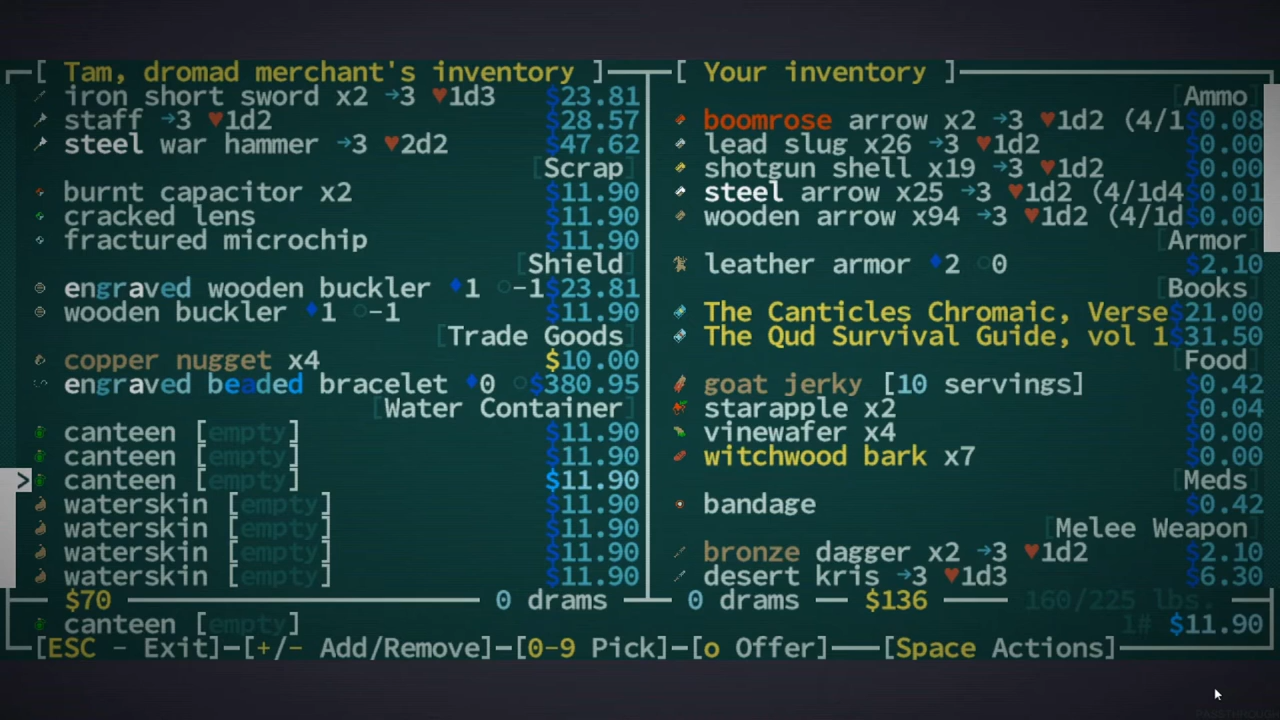 [ Tam, dromad merchant's inventory ]
iron short sword x2 →3 ♥1d3 $23.81
staff →3 ♥1d2 $28.57
steel war hammer →3 ♥2d2 $47.62
[Scrap]
burnt capacitor x2 $11.90
cracked lens $11.90
fractured microchip $11.90
[Shield]
engraved wooden buckler ♦1 ○-1 $23.81
wooden buckler ♦1 ○-1 $11.90
[Trade Goods]
copper nugget x4 $10.00
engraved beaded bracelet ♦0 ○ $380.95
[Water Container]
canteen [empty] $11.90
canteen [empty] $11.90
> canteen [empty] $11.90
waterskin [empty] $11.90
waterskin [empty] $11.90
waterskin [empty] $11.90
waterskin [empty] $11.90
$70 0 drams
[ Your inventory ]
[Ammo]
boomrose arrow x2 →3 ♥1d2 (4/1 $0.08
lead slug x26 →3 ♥1d2 $0.00
shotgun shell x19 →3 ♥1d2 $0.00
steel arrow x25 →3 ♥1d2 (4/1d4 $0.01
wooden arrow x94 →3 ♥1d2 (4/1d $0.00
[Armor]
leather armor ♦2 ○0 $2.10
[Books]
The Canticles Chromaic, Verse $21.00
The Qud Survival Guide, vol 1 $31.50
[Food]
goat jerky [10 servings] $0.42
starapple x2 $0.04
vinewafer x4 $0.00
witchwood bark x7 $0.00
[Meds]
bandage $0.42
[Melee Weapon]
bronze dagger x2 →3 ♥1d2 $2.10
desert kris →3 ♥1d3 $6.30
0 drams $136 160/225 lbs.
canteen [empty] 1# $11.90
[ESC - Exit] [+/- Add/Remove] [0-9 Pick] [o Offer] [Space Actions]